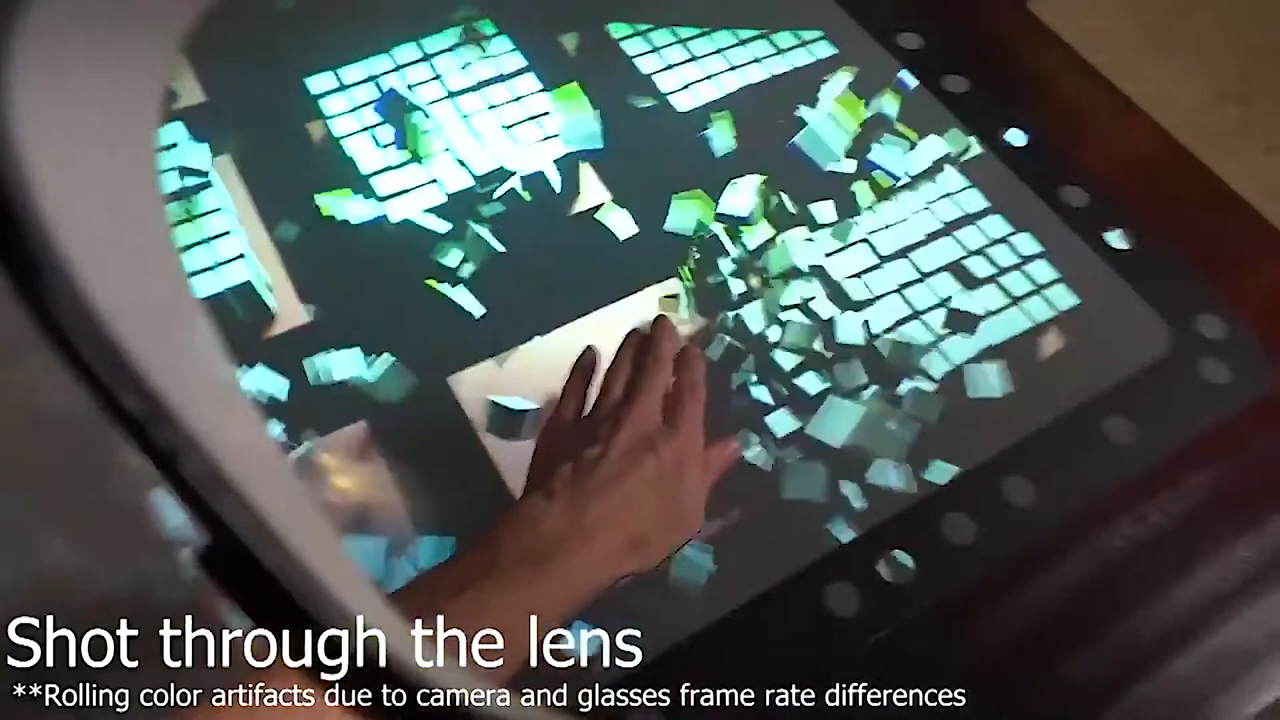 Shot through the lens
**Rolling color artifacts due to camera and glasses frame rate differences